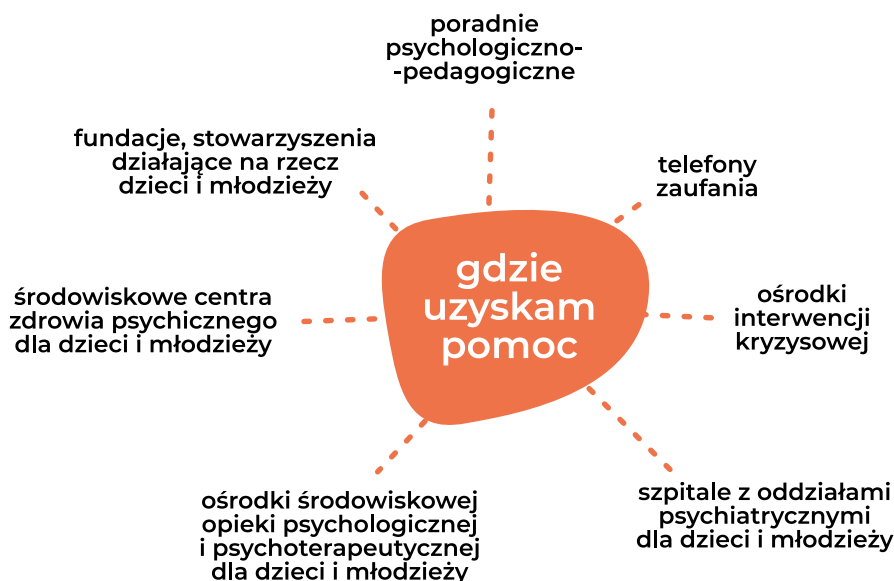 poradnie
psychologiczno-
-pedagogiczne
fundacje, stowarzyszenia
działające na rzecz
dzieci i młodzieży
telefony
zaufania
gdzie
uzyskam
pomoc
środowiskowe centra
zdrowia psychicznego
dla dzieci i młodzieży
ośrodki
interwencji
kryzysowej
ośrodki środowiskowej
opieki psychologicznej
i psychoterapeutycznej
dla dzieci i młodzieży
szpitale z oddziałami
psychiatrycznymi
dla dzieci i młodzieży